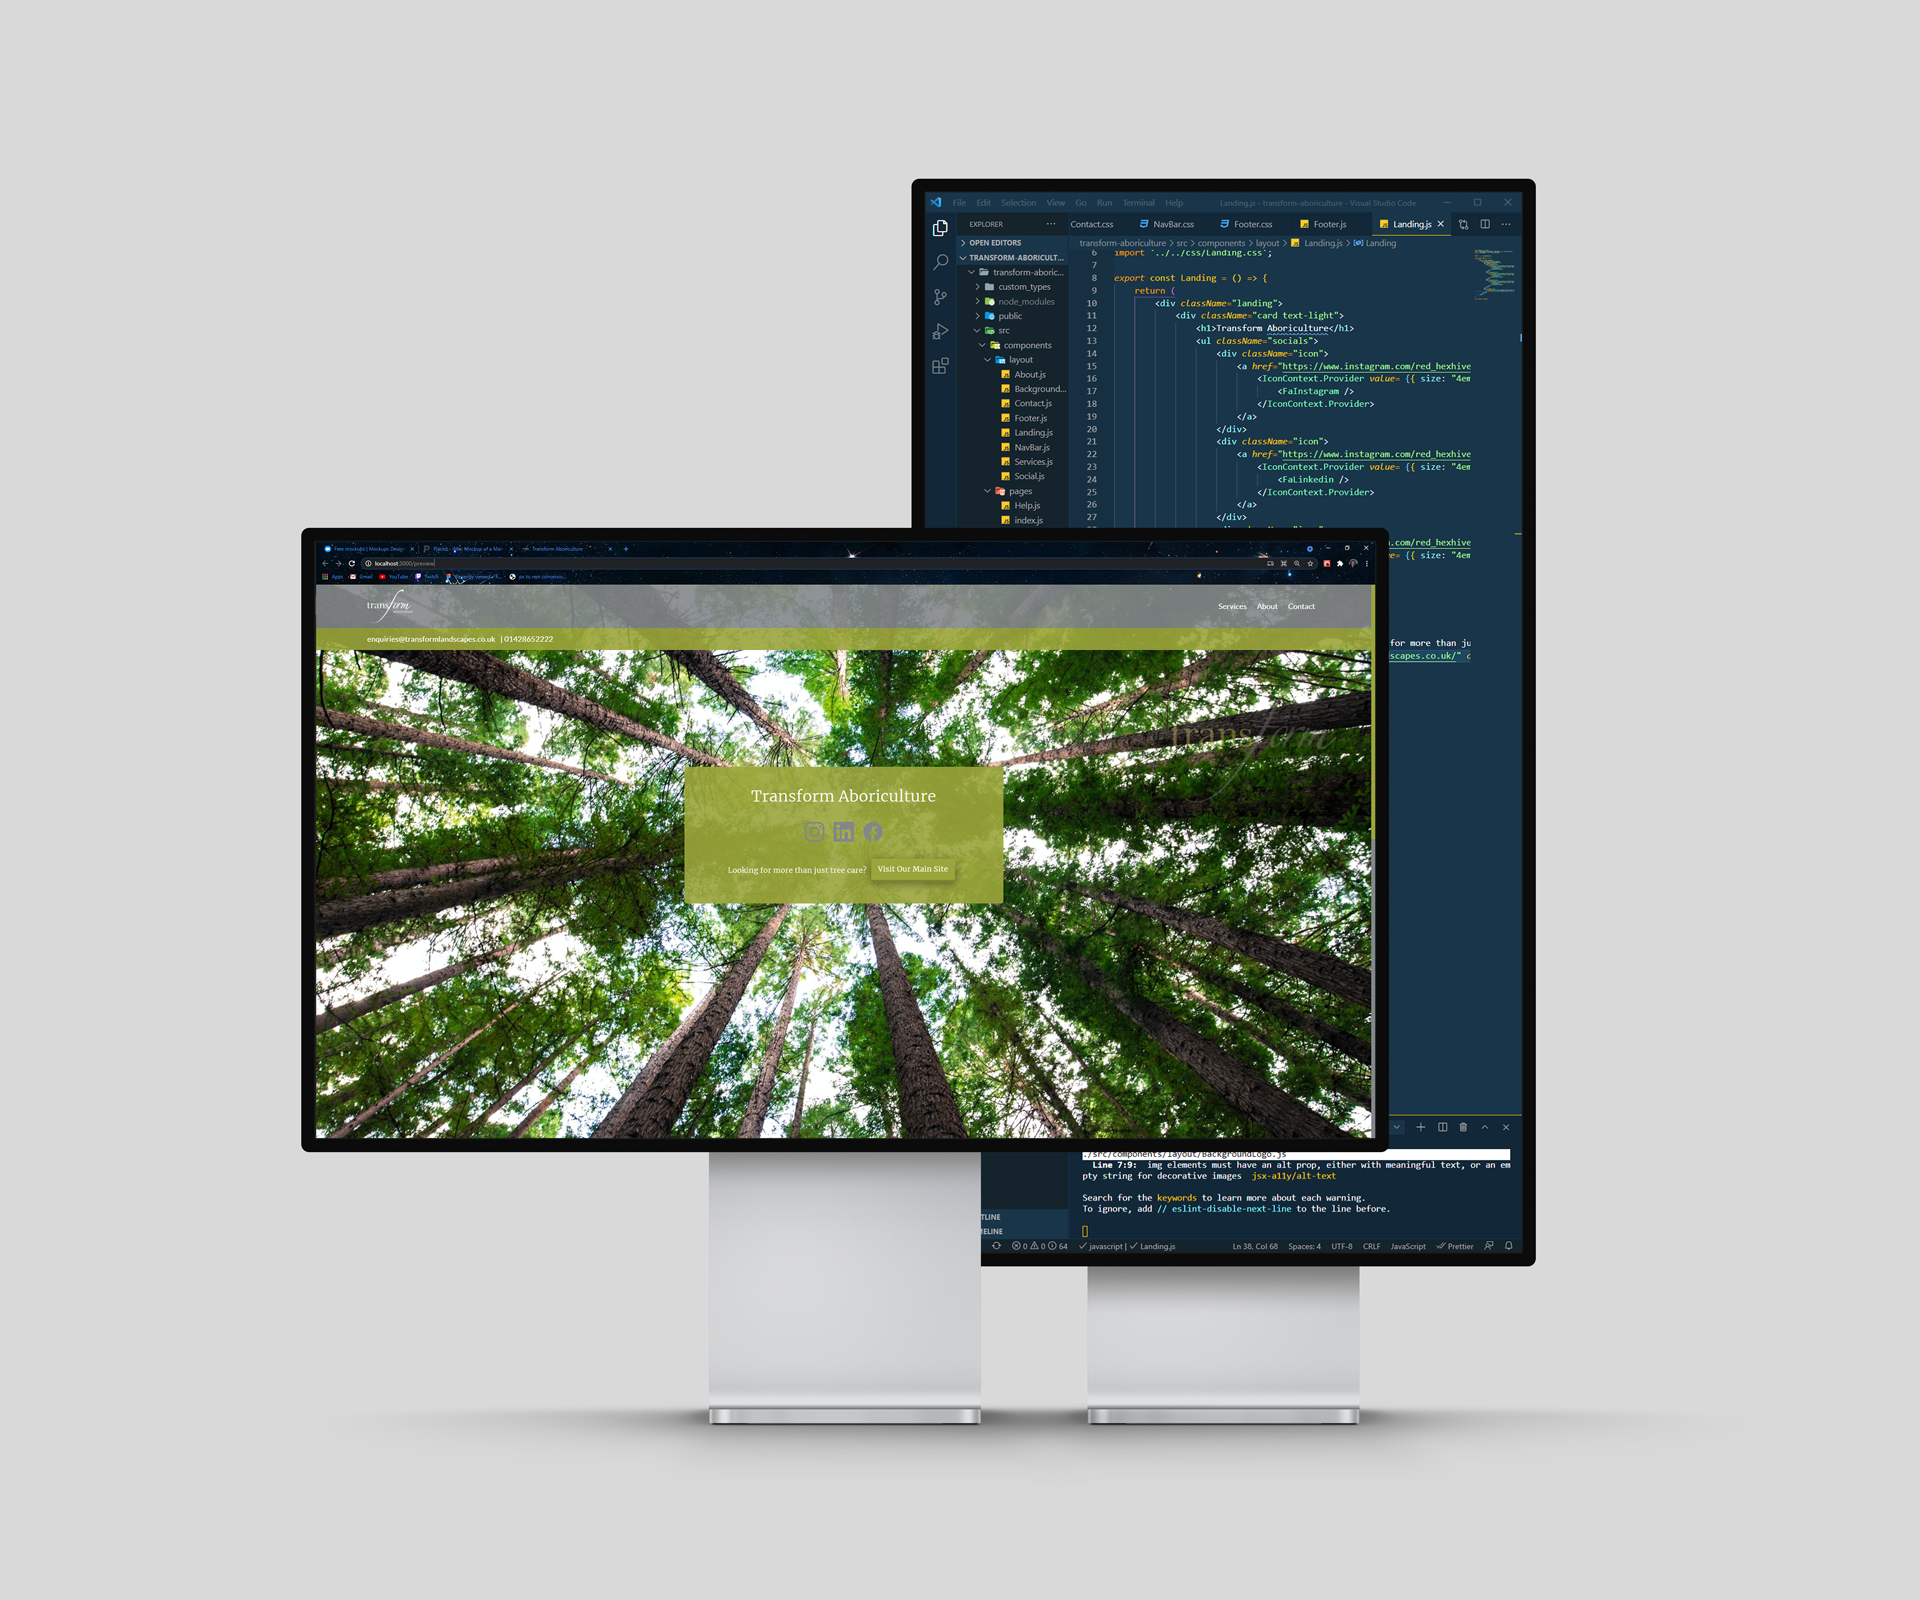 File Edit Selection View Go Run Terminal Help Landing.js - transform-aboriculture - Visual Studio Code
EXPLORER
Contact.css NavBar.css Footer.css Footer.js Landing.js
OPEN EDITORS
TRANSFORM-ABORICULT...
transform-aboric...
custom_types
node_modules
public
src
components
layout
About.js
Background...
Contact.js
Footer.js
Landing.js
NavBar.js
Services.js
Social.js
pages
Help.js
index.js
transform-aboriculture > src > components > layout > Landing.js > Landing
6 import '../../css/Landing.css';
7
8 export const Landing = () => {
9 return (
10 <div className="landing">
11 <div className="card text-light">
12 <h1>Transform Aboriculture</h1>
13 <ul className="socials">
14 <div className="icon">
15 <a href="https://www.instagram.com/red_hexhive
16 <IconContext.Provider value= {{ size: "4em
17 <FaInstagram />
18 </IconContext.Provider>
19 </a>
20 </div>
21 <div className="icon">
22 <a href="https://www.instagram.com/red_hexhive
23 <IconContext.Provider value= {{ size: "4em
24 <FaLinkedin />
25 </IconContext.Provider>
26 </a>
27 </div>
.com/red_hexhive
{{ size: "4em
for more than ju
scapes.co.uk/" c
./src/components/layout/BackgroundLogo.js
Line 7:9: img elements must have an alt prop, either with meaningful text, or an em
pty string for decorative images jsx-a11y/alt-text
Search for the keywords to learn more about each warning.
To ignore, add // eslint-disable-next-line to the line before.
TLINE
MELINE
0 0 64 javascript | Landing.js Ln 38, Col 68 Spaces: 4 UTF-8 CRLF JavaScript Prettier
Free mockups | Mockups Design Transform Aboriculture
localhost:3000/preview
Apps Gmail YouTube Twitch
transform
Services About Contact
enquiries@transformlandscapes.co.uk | 01428652222
transform
Transform Aboriculture
Looking for more than just tree care? Visit Our Main Site